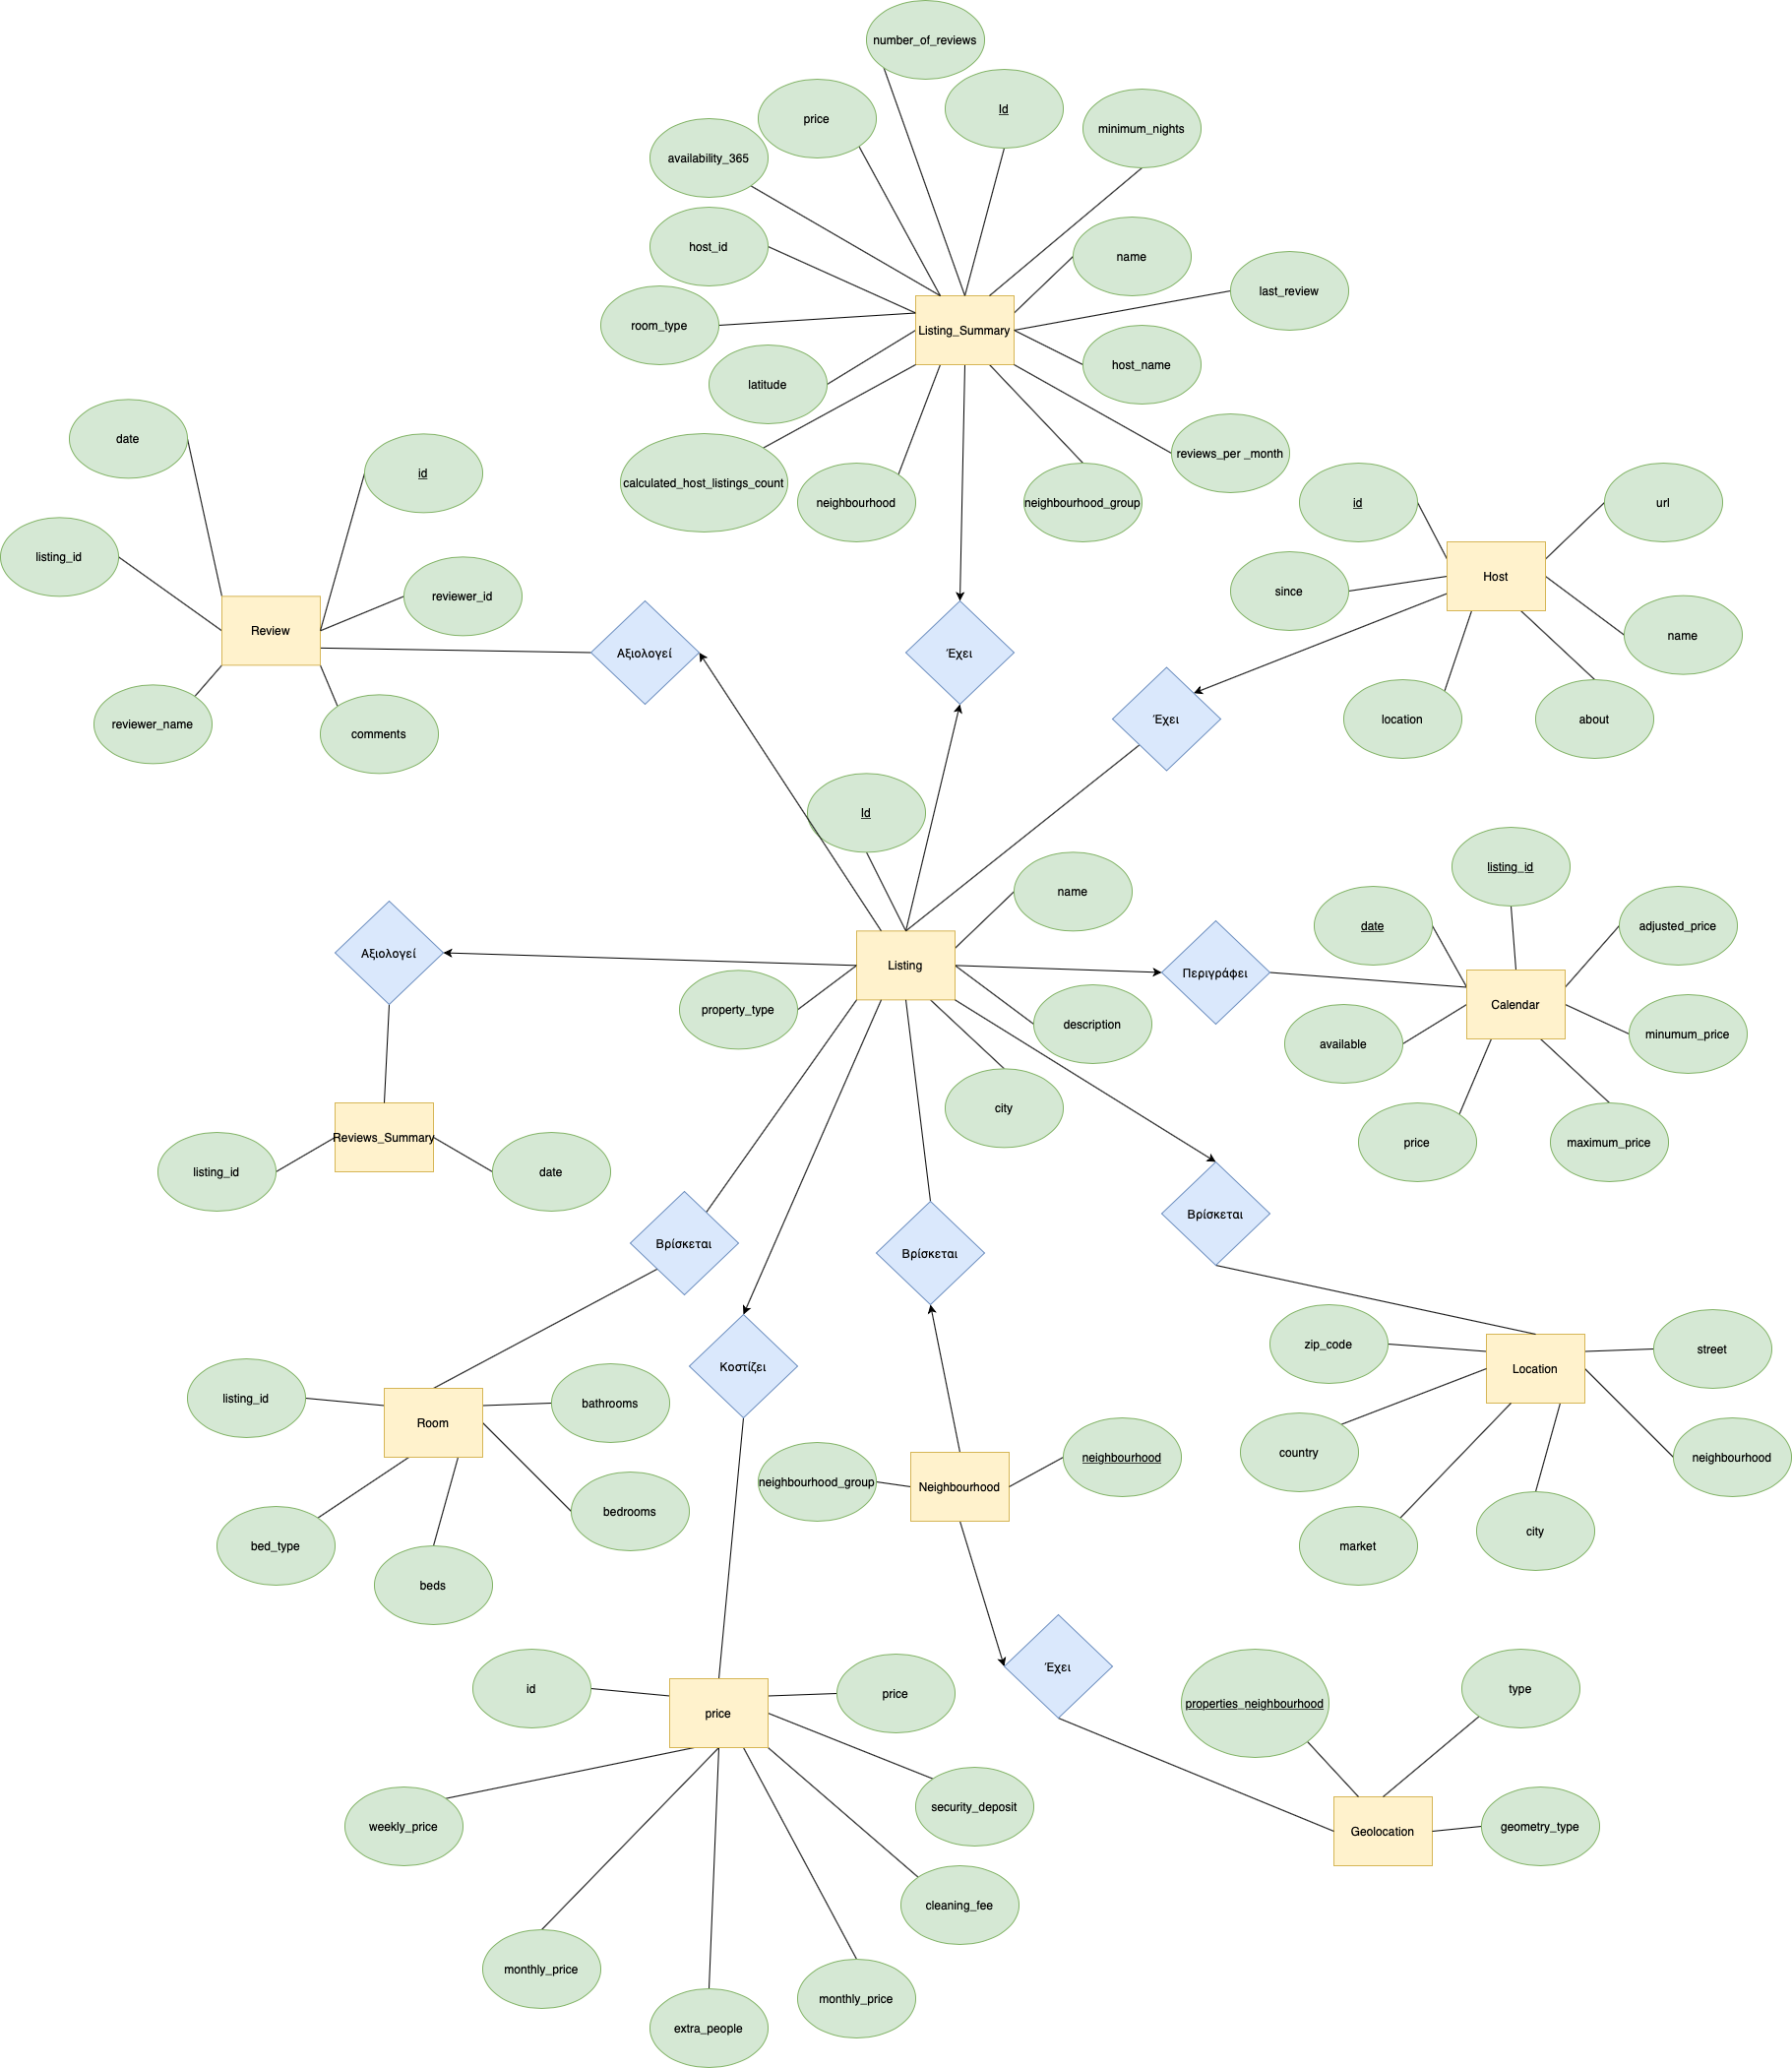 number_of_reviews
Id
price
minimum_nights
availability_365
host_id
name
last_review
room_type
Listing_Summary
latitude
host_name
calculated_host_listings_count
neighbourhood
neighbourhood_group
reviews_per _month
date
id
listing_id
reviewer_id
Review
reviewer_name
comments
Αξιολογεί
Έχει
Έχει
id
url
since
Host
name
location
about
Id
name
Listing
property_type
description
city
Αξιολογεί
Περιγράφει
listing_id
date
adjusted_price
Calendar
available
minumum_price
price
maximum_price
Reviews_Summary
listing_id
date
Βρίσκεται
Βρίσκεται
Βρίσκεται
Κοστίζει
listing_id
bathrooms
Room
bedrooms
bed_type
beds
zip_code
street
Location
country
neighbourhood
market
city
neighbourhood_group
Neighbourhood
neighbourhood
Έχει
id
price
price
security_deposit
weekly_price
cleaning_fee
monthly_price
monthly_price
extra_people
properties_neighbourhood
type
Geolocation
geometry_type